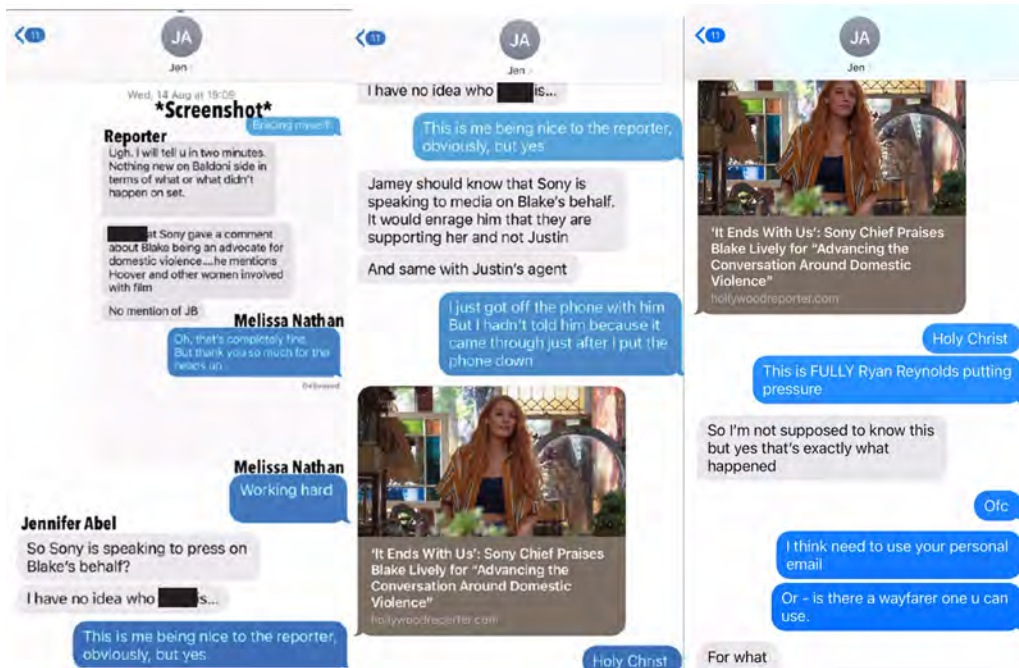 11
JA
Jen
Wed, 14 Aug at 19:09
*Screenshot*
Reporter
Ugh. I will tell u in two minutes.
Nothing new on Baldoni side in
terms of what or what didn't
happen on set.
at Sony gave a comment
about Blake being an advocate for
domestic violence....he mentions
Hoover and other women involved
with film
No mention of JB
Melissa Nathan
Oh, that's completely fine.
But thank you so much for the
heads up
Delivered
Melissa Nathan
Working hard
Jennifer Abel
So Sony is speaking to press on
Blake's behalf?
I have no idea who is...
This is me being nice to the reporter,
obviously, but yes
11
JA
Jen
I have no idea who is...
This is me being nice to the reporter,
obviously, but yes
Jamey should know that Sony is
speaking to media on Blake's behalf.
It would enrage him that they are
supporting her and not Justin
And same with Justin's agent
I just got off the phone with him
But I hadn't told him because it
came through just after I put the
phone down
'It Ends With Us': Sony Chief Praises
Blake Lively for "Advancing the
Conversation Around Domestic
Violence"
hollywoodreporter.com
Holy Christ
11
JA
Jen
'It Ends With Us': Sony Chief Praises
Blake Lively for "Advancing the
Conversation Around Domestic
Violence"
hollywoodreporter.com
Holy Christ
This is FULLY Ryan Reynolds putting
pressure
So I'm not supposed to know this
but yes that's exactly what
happened
Ofc
I think need to use your personal
email
Or - is there a wayfarer one u can
use.
For what